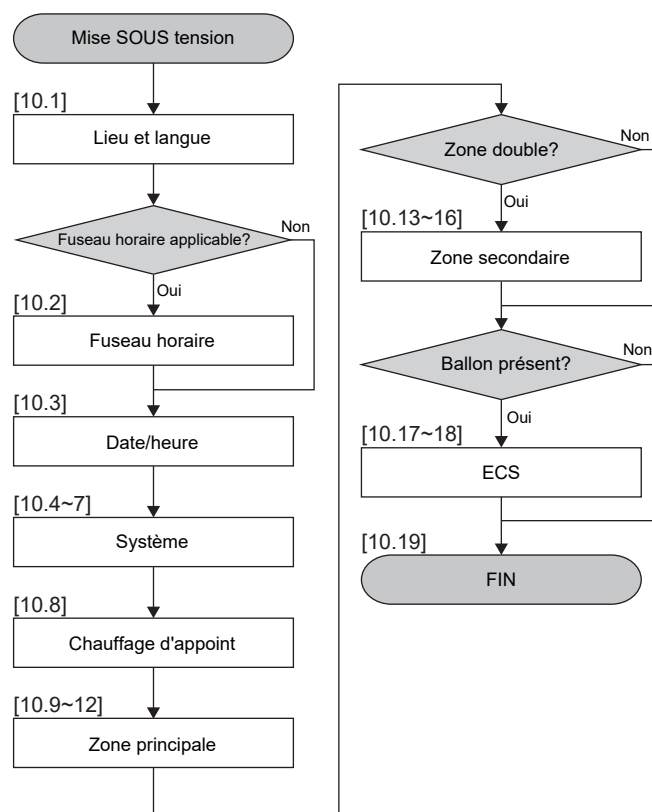 Mise SOUS tension
[10.1]
Lieu et langue
Fuseau horaire applicable?
Non
Oui
[10.2]
Fuseau horaire
[10.3]
Date/heure
[10.4~7]
Système
[10.8]
Chauffage d'appoint
[10.9~12]
Zone principale
Zone double?
Non
Oui
[10.13~16]
Zone secondaire
Ballon présent?
Non
Oui
[10.17~18]
ECS
[10.19]
FIN